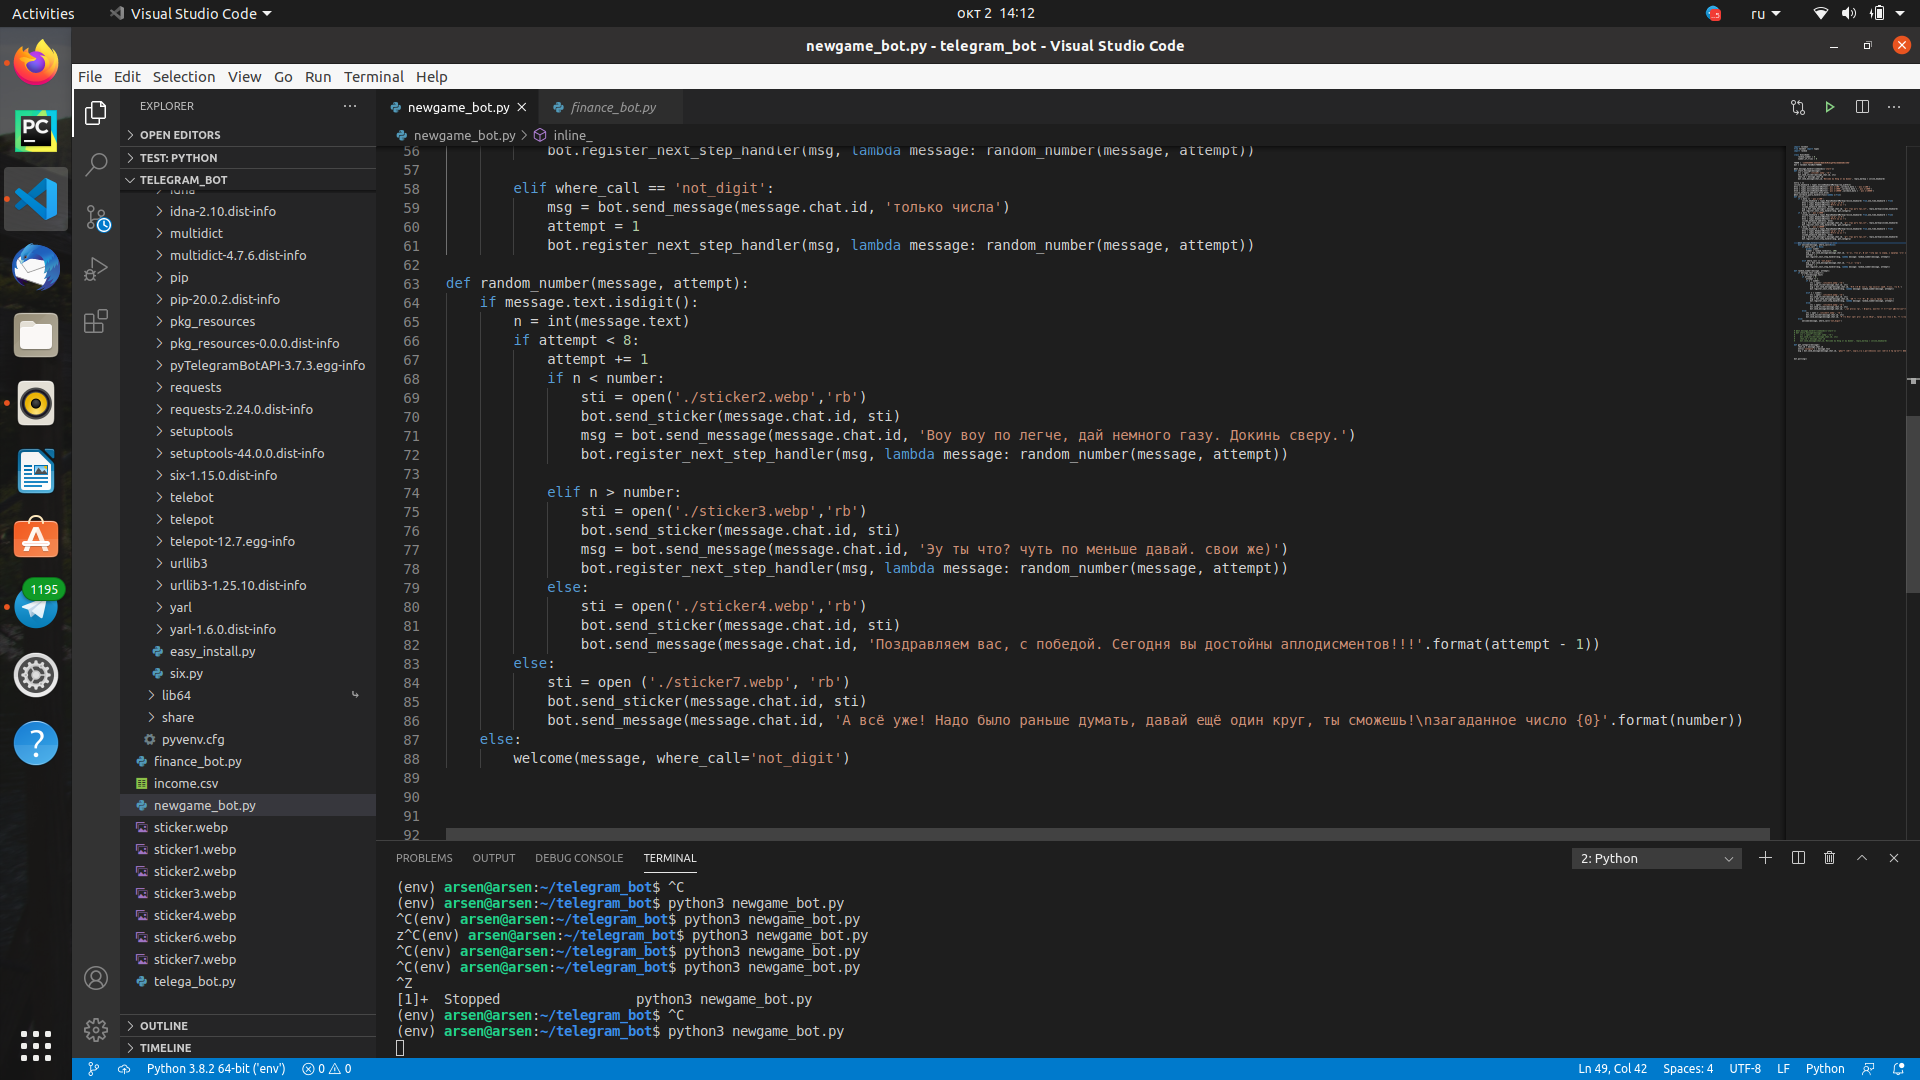 Activities
Visual Studio Code
окт 2 14:12
ru
newgame_bot.py - telegram_bot - Visual Studio Code
File Edit Selection View Go Run Terminal Help
EXPLORER
OPEN EDITORS
TEST: PYTHON
TELEGRAM_BOT
idna
idna-2.10.dist-info
multidict
multidict-4.7.6.dist-info
pip
pip-20.0.2.dist-info
pkg_resources
pkg_resources-0.0.0.dist-info
pyTelegramBotAPI-3.7.3.egg-info
requests
requests-2.24.0.dist-info
setuptools
setuptools-44.0.0.dist-info
six-1.15.0.dist-info
telebot
telepot
telepot-12.7.egg-info
urllib3
urllib3-1.25.10.dist-info
yarl
yarl-1.6.0.dist-info
easy_install.py
six.py
lib64
share
pyvenv.cfg
finance_bot.py
income.csv
newgame_bot.py
sticker.webp
sticker1.webp
sticker2.webp
sticker3.webp
sticker4.webp
sticker6.webp
sticker7.webp
telega_bot.py
OUTLINE
TIMELINE
PC
1195
newgame_bot.py
finance_bot.py
newgame_bot.py > inline_
56 bot.register_next_step_handler(msg, lambda message: random_number(message, attempt))
57
58 elif where_call == 'not_digit':
59 msg = bot.send_message(message.chat.id, 'только числа')
60 attempt = 1
61 bot.register_next_step_handler(msg, lambda message: random_number(message, attempt))
62
63 def random_number(message, attempt):
64 if message.text.isdigit():
65 n = int(message.text)
66 if attempt < 8:
67 attempt += 1
68 if n < number:
69 sti = open('./sticker2.webp','rb')
70 bot.send_sticker(message.chat.id, sti)
71 msg = bot.send_message(message.chat.id, 'Воу воу по легче, дай немного газу. Докинь сверу.')
72 bot.register_next_step_handler(msg, lambda message: random_number(message, attempt))
73
74 elif n > number:
75 sti = open('./sticker3.webp','rb')
76 bot.send_sticker(message.chat.id, sti)
77 msg = bot.send_message(message.chat.id, 'Эу ты что? чуть по меньше давай. свои же)')
78 bot.register_next_step_handler(msg, lambda message: random_number(message, attempt))
79 else:
80 sti = open('./sticker4.webp','rb')
81 bot.send_sticker(message.chat.id, sti)
82 bot.send_message(message.chat.id, 'Поздравляем вас, с победой. Сегодня вы достойны аплодисментов!!!'.format(attempt - 1))
83 else:
84 sti = open ('./sticker7.webp', 'rb')
85 bot.send_sticker(message.chat.id, sti)
86 bot.send_message(message.chat.id, 'А всё уже! Надо было раньше думать, давай ещё один круг, ты сможешь!\nзагаданное число {0}'.format(number))
87 else:
88 welcome(message, where_call='not_digit')
89
90
91
92
PROBLEMS OUTPUT DEBUG CONSOLE TERMINAL
2: Python
(env) arsen@arsen:~/telegram_bot$ ^C
(env) arsen@arsen:~/telegram_bot$ python3 newgame_bot.py
^C(env) arsen@arsen:~/telegram_bot$ python3 newgame_bot.py
z^C(env) arsen@arsen:~/telegram_bot$ python3 newgame_bot.py
^C(env) arsen@arsen:~/telegram_bot$ python3 newgame_bot.py
^C(env) arsen@arsen:~/telegram_bot$ python3 newgame_bot.py
^Z
[1]+ Stopped python3 newgame_bot.py
(env) arsen@arsen:~/telegram_bot$ ^C
(env) arsen@arsen:~/telegram_bot$ python3 newgame_bot.py
Python 3.8.2 64-bit ('env')
0
0
Ln 49, Col 42
Spaces: 4
UTF-8
LF
Python